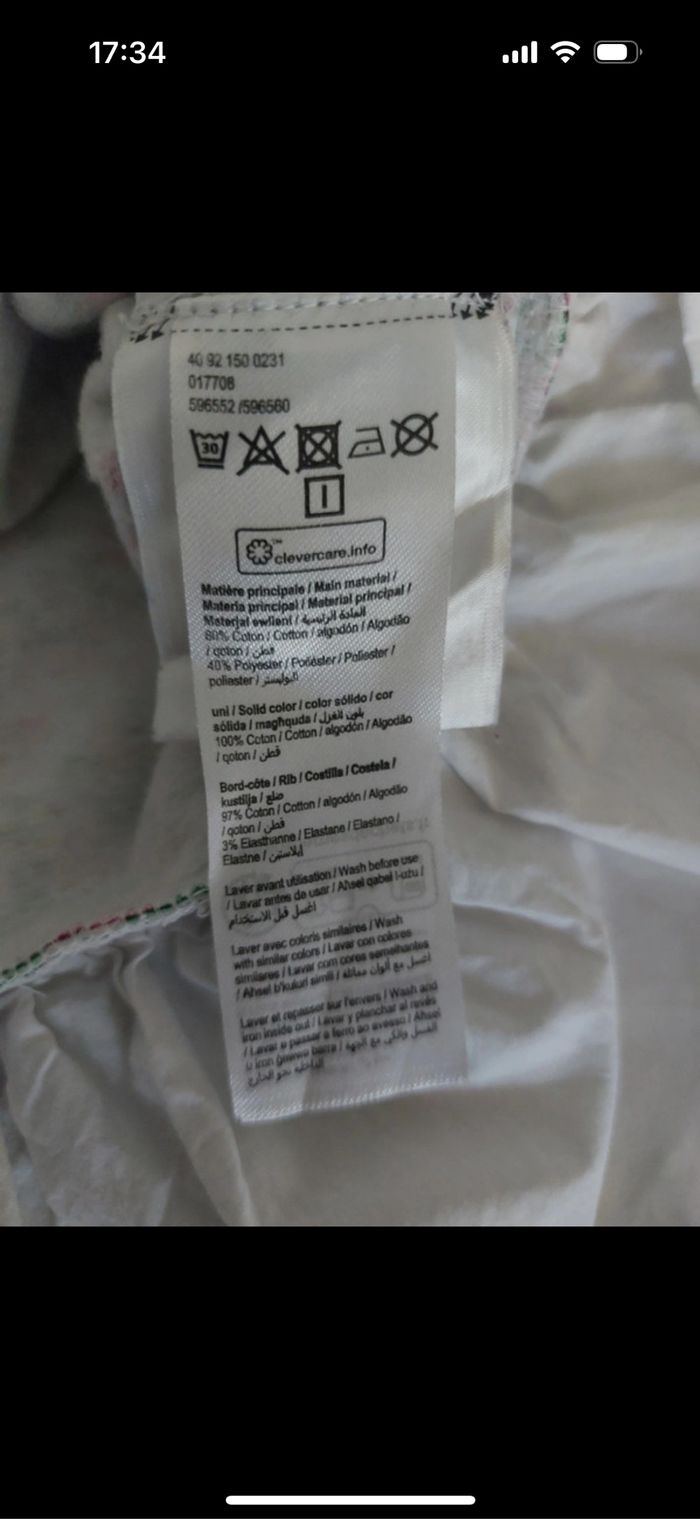 17:34
40 92 150 0231
017708
596552 /596560
30
clevercare.info
Matière principale / Main material /
Materia principal / Material principal /
Materjal ewlieni / المادة الرئيسية
60% Coton / Cotton / algodón / Algodão
/ qoton / قطن
40% Polyester / Poliéster / Poliester /
poliester / البوليستر
uni / Solid color / color sólido / cor
sólida / magħquda / بلون الغزل
100% Coton / Cotton / algodón / Algodão
/ qoton / قطن
Bord-côte / Rib / Costilla / Costela /
kustilja / ضلع
97% Coton / Cotton / algodón / Algodão
/ qoton / قطن
3% Elasthanne / Elastane / Elastano /
Elastne / إيلاستين
Laver avant utilisation / Wash before use
/ Lavar antes de usar / Aħsel qabel l-użu /
اغسل قبل الاستخدام
Laver avec coloris similaires / Wash
with similar colors / Lavar con colores
similares / Lavar com cores semelhantes
/ Aħsel b'kuluri simili / اغسل مع ألوان مماثلة
Laver et repasser sur l'envers / Wash and
iron inside out / Lavar y planchar al revés
/ Lavar e passar a ferro ao avesso / Aħsel
u iron ġewwa barra /